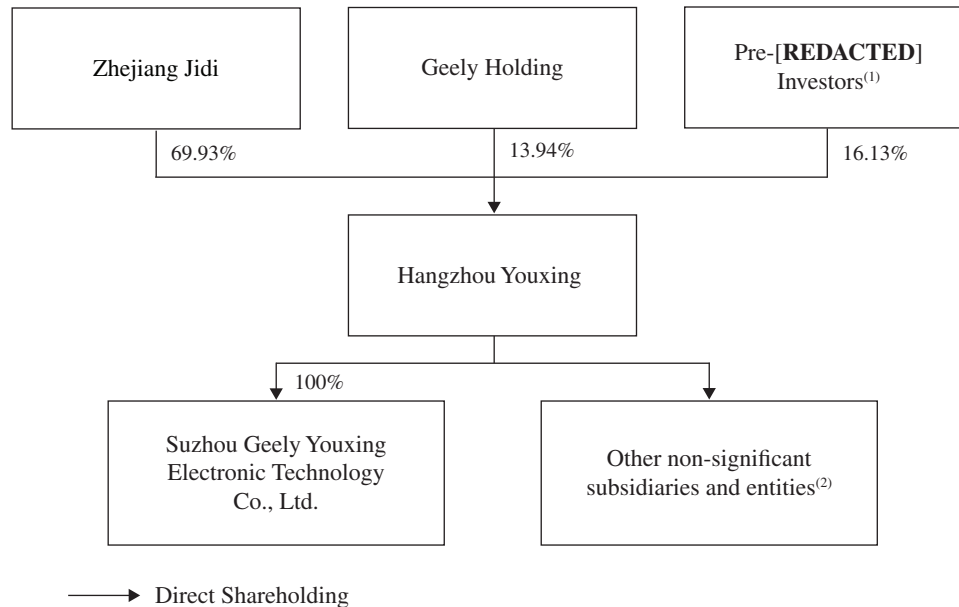 Zhejiang Jidi
Geely Holding
Pre-[REDACTED]
Investors(1)
69.93%
13.94%
16.13%
Hangzhou Youxing
100%
Suzhou Geely Youxing
Electronic Technology
Co., Ltd.
Other non-significant
subsidiaries and entities(2)
Direct Shareholding